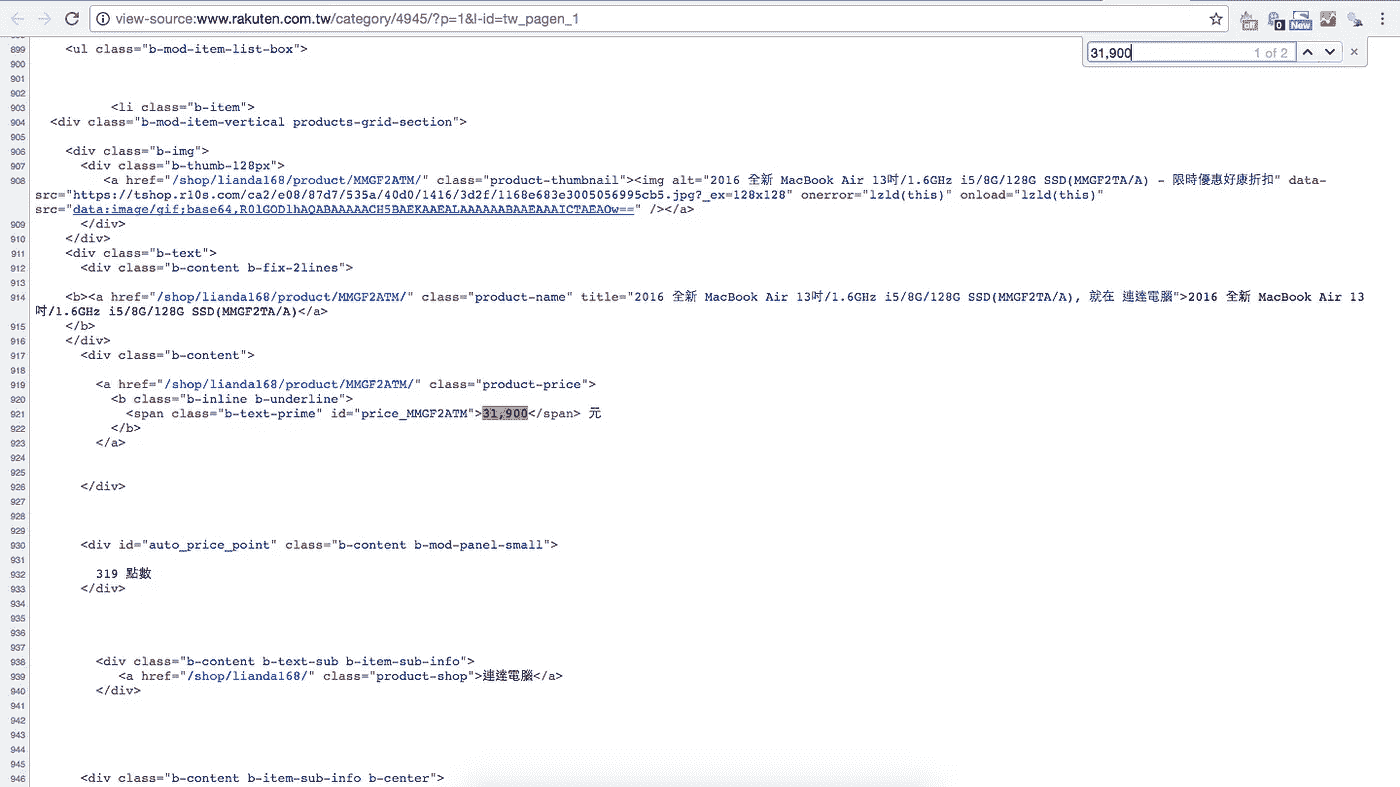 view-source:www.rakuten.com.tw/category/4945/?p=1&l-id=tw_pagen_1
off
0
New
31,900
1 of 2
899 <ul class="b-mod-item-list-box">
900
901
902
903 <li class="b-item">
904 <div class="b-mod-item-vertical products-grid-section">
905
906 <div class="b-img">
907 <div class="b-thumb-128px">
908 <a href="/shop/lianda168/product/MMGF2ATM/" class="product-thumbnail"><img alt="2016 全新 MacBook Air 13吋/1.6GHz i5/8G/128G SSD(MMGF2TA/A) - 限時優惠好康折扣" data-
src="https://tshop.r10s.com/ca2/e08/87d7/535a/40d0/1416/3d2f/1168e683e3005056995cb5.jpg?_ex=128x128" onerror="lzld(this)" onload="lzld(this)"
src="data:image/gif;base64,R0lGODlhAQABAAAAACH5BAEKAAEALAAAAAABAAEAAAICTAEAOw==" /></a>
909 </div>
910 </div>
911 <div class="b-text">
912 <div class="b-content b-fix-2lines">
913
914 <b><a href="/shop/lianda168/product/MMGF2ATM/" class="product-name" title="2016 全新 MacBook Air 13吋/1.6GHz i5/8G/128G SSD(MMGF2TA/A), 就在 連達電腦">2016 全新 MacBook Air 13
吋/1.6GHz i5/8G/128G SSD(MMGF2TA/A)</a>
915 </b>
916 </div>
917 <div class="b-content">
918
919 <a href="/shop/lianda168/product/MMGF2ATM/" class="product-price">
920 <b class="b-inline b-underline">
921 <span class="b-text-prime" id="price_MMGF2ATM">31,900</span> 元
922 </b>
923 </a>
924
925
926 </div>
927
928
929
930 <div id="auto_price_point" class="b-content b-mod-panel-small">
931
932 319 點數
933 </div>
934
935
936
937
938 <div class="b-content b-text-sub b-item-sub-info">
939 <a href="/shop/lianda168/" class="product-shop">連達電腦</a>
940 </div>
941
942
943
944
945
946 <div class="b-content b-item-sub-info b-center">